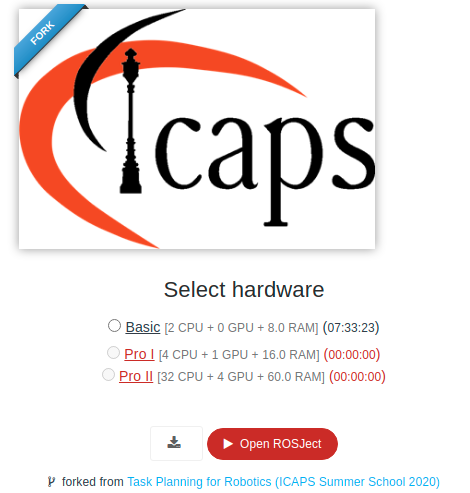 FORK
Icaps
Select hardware
Basic [2 CPU + 0 GPU + 8.0 RAM] (07:33:23)
Pro I [4 CPU + 1 GPU + 16.0 RAM] (00:00:00)
Pro II [32 CPU + 4 GPU + 60.0 RAM] (00:00:00)
Open ROSJect
forked from Task Planning for Robotics (ICAPS Summer School 2020)